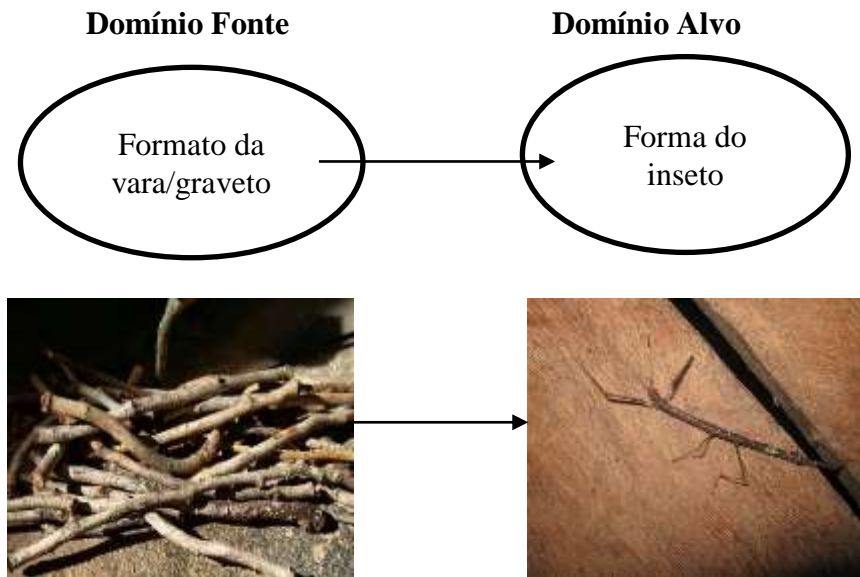 Domínio Fonte
Domínio Alvo
Formato da
vara/graveto
Forma do
inseto